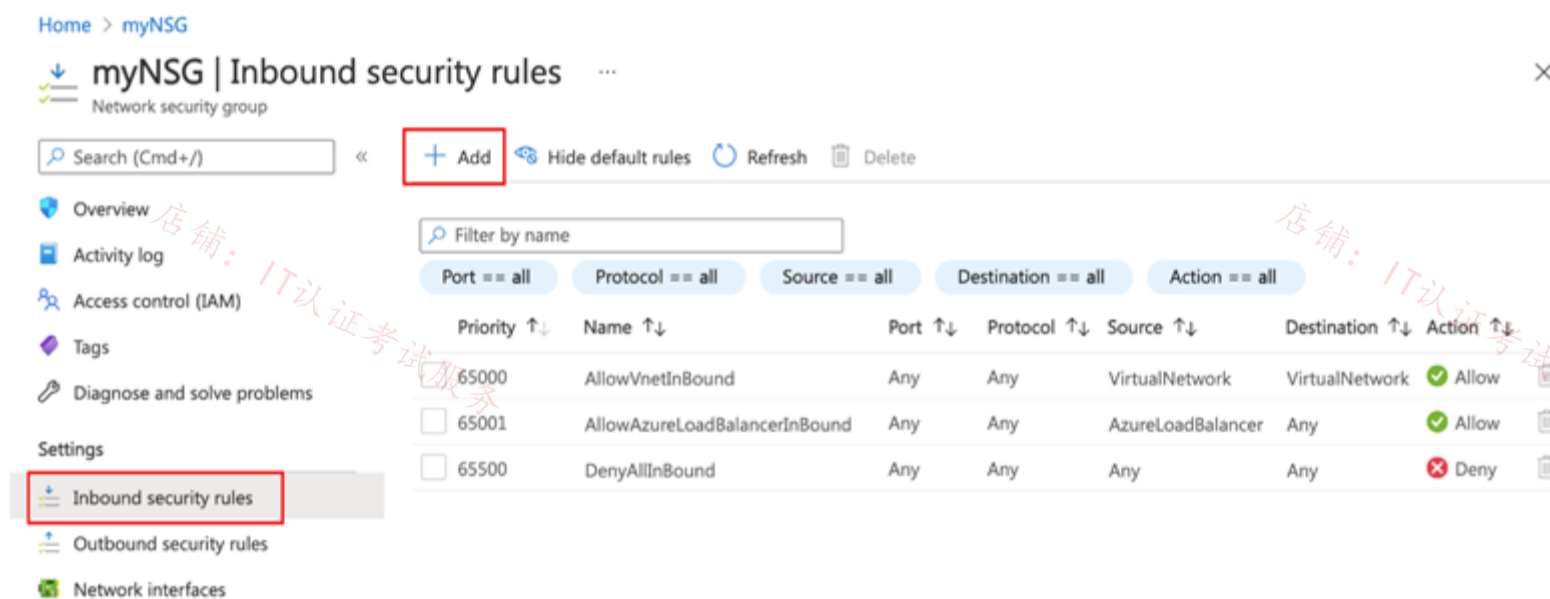 Home > myNSG
myNSG | Inbound security rules ...
Network security group
Search (Cmd+/)
«
Add
Hide default rules
Refresh
Delete
Overview
Activity log
Access control (IAM)
Tags
Diagnose and solve problems
Settings
Inbound security rules
Outbound security rules
Network interfaces
Filter by name
Port == all Protocol == all Source == all Destination == all Action == all
Priority ↑↓ Name ↑↓ Port ↑↓ Protocol ↑↓ Source ↑↓ Destination ↑↓ Action ↑↓
65000 AllowVnetInBound Any Any VirtualNetwork VirtualNetwork Allow
65001 AllowAzureLoadBalancerInBound Any Any AzureLoadBalancer Any Allow
65500 DenyAllInBound Any Any Any Any Deny
店铺：IT认证考试服务
店铺：IT认证考试